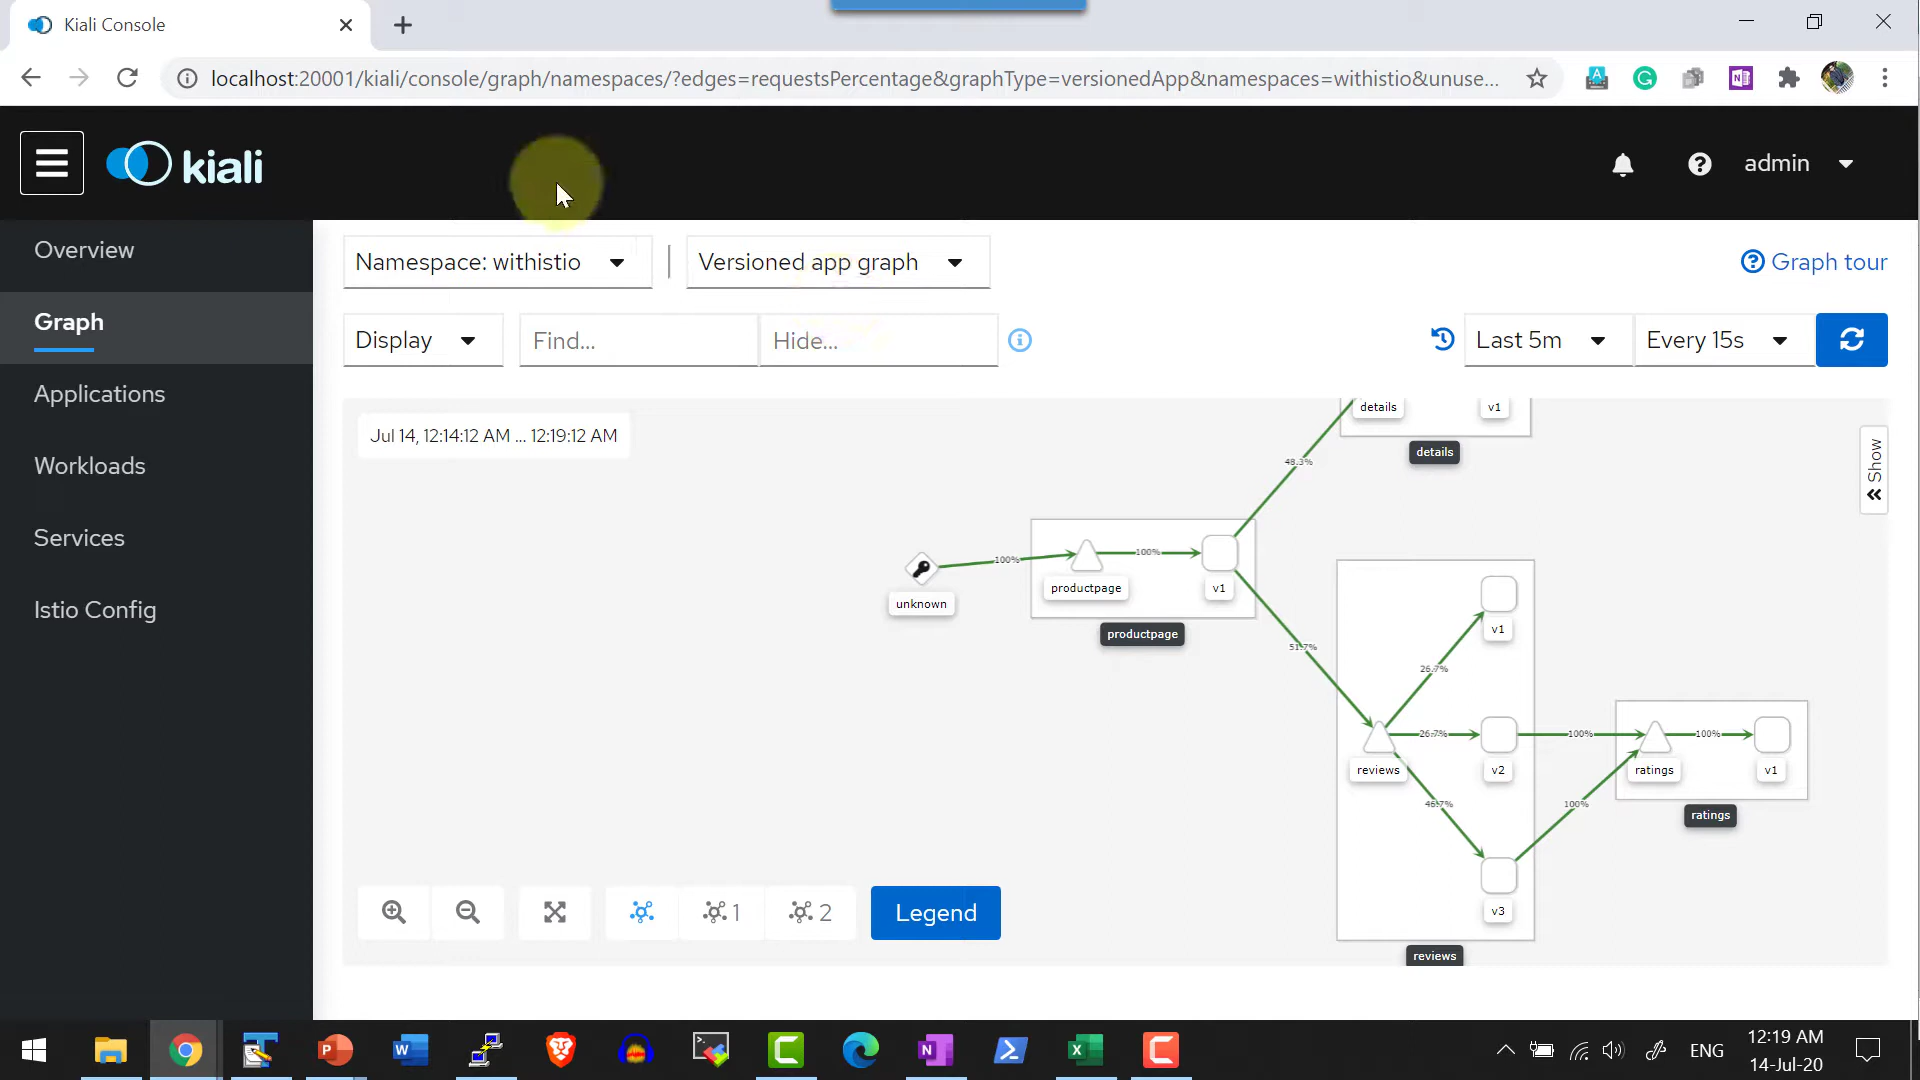 Kiali Console
localhost:20001/kiali/console/graph/namespaces/?edges=requestsPercentage&graphType=versionedApp&namespaces=withistio&unuse...
kiali
admin
Overview
Graph
Applications
Workloads
Services
Istio Config
Namespace: withistio
Versioned app graph
Graph tour
Display
Find...
Hide...
Last 5m
Every 15s
Jul 14, 12:14:12 AM ... 12:19:12 AM
Show
details
v1
details
48.3%
100%
100%
unknown
productpage
v1
productpage
51.7%
v1
26.7%
26.7%
100%
100%
reviews
v2
ratings
v1
46.7%
100%
ratings
v3
reviews
1
2
Legend
ENG
12:19 AM
14-Jul-20